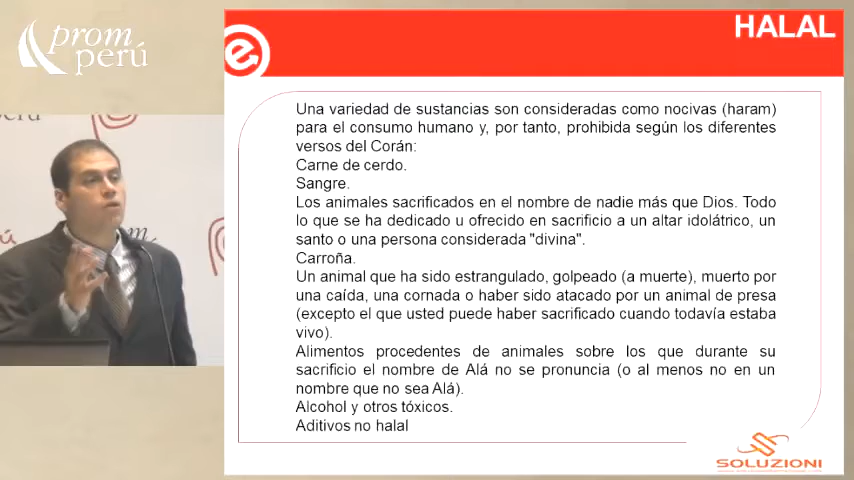 prom
perú
HALAL
Una variedad de sustancias son consideradas como nocivas (haram)
para el consumo humano y, por tanto, prohibida según los diferentes
versos del Corán:
Carne de cerdo.
Sangre.
Los animales sacrificados en el nombre de nadie más que Dios. Todo
lo que se ha dedicado u ofrecido en sacrificio a un altar idolátrico, un
santo o una persona considerada "divina".
Carroña.
Un animal que ha sido estrangulado, golpeado (a muerte), muerto por
una caída, una cornada o haber sido atacado por un animal de presa
(excepto el que usted puede haber sacrificado cuando todavía estaba
vivo).
Alimentos procedentes de animales sobre los que durante su
sacrificio el nombre de Alá no se pronuncia (o al menos no en un
nombre que no sea Alá).
Alcohol y otros tóxicos.
Aditivos no halal
SOLUZIONI